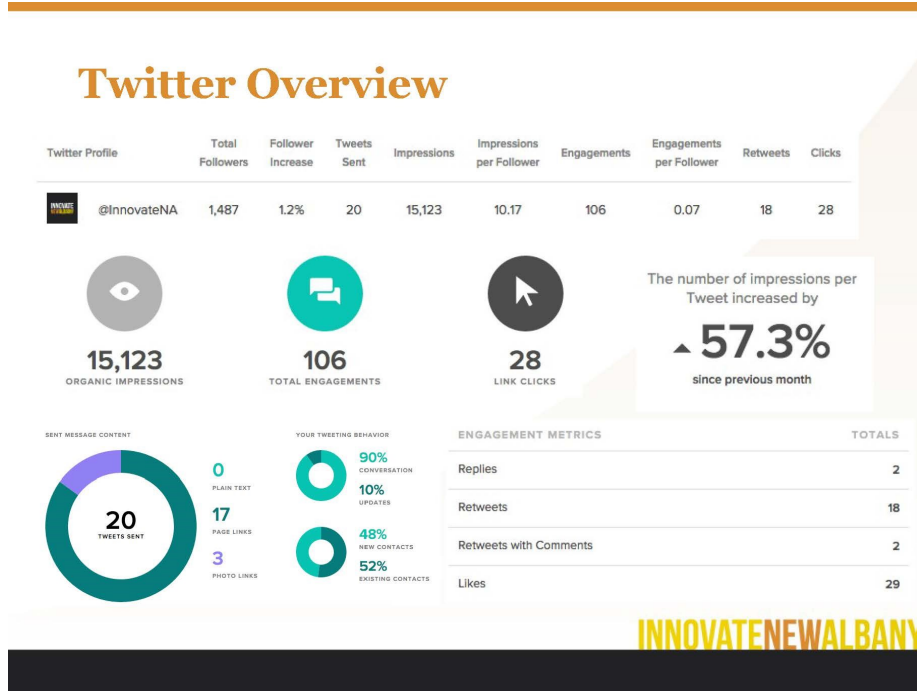 Twitter Overview
Twitter Profile Total Followers Follower Increase Tweets Sent Impressions Impressions per Follower Engagements Engagements per Follower Retweets Clicks
INNOVATE NEW ALBANY @InnovateNA 1,487 1.2% 20 15,123 10.17 106 0.07 18 28
15,123
ORGANIC IMPRESSIONS
106
TOTAL ENGAGEMENTS
28
LINK CLICKS
The number of impressions per
Tweet increased by
57.3%
since previous month
SENT MESSAGE CONTENT
20
TWEETS SENT
0
PLAIN TEXT
17
PAGE LINKS
3
PHOTO LINKS
YOUR TWEETING BEHAVIOR
90%
CONVERSATION
10%
UPDATES
48%
NEW CONTACTS
52%
EXISTING CONTACTS
ENGAGEMENT METRICS TOTALS
Replies 2
Retweets 18
Retweets with Comments 2
Likes 29
INNOVATENEWALBANY